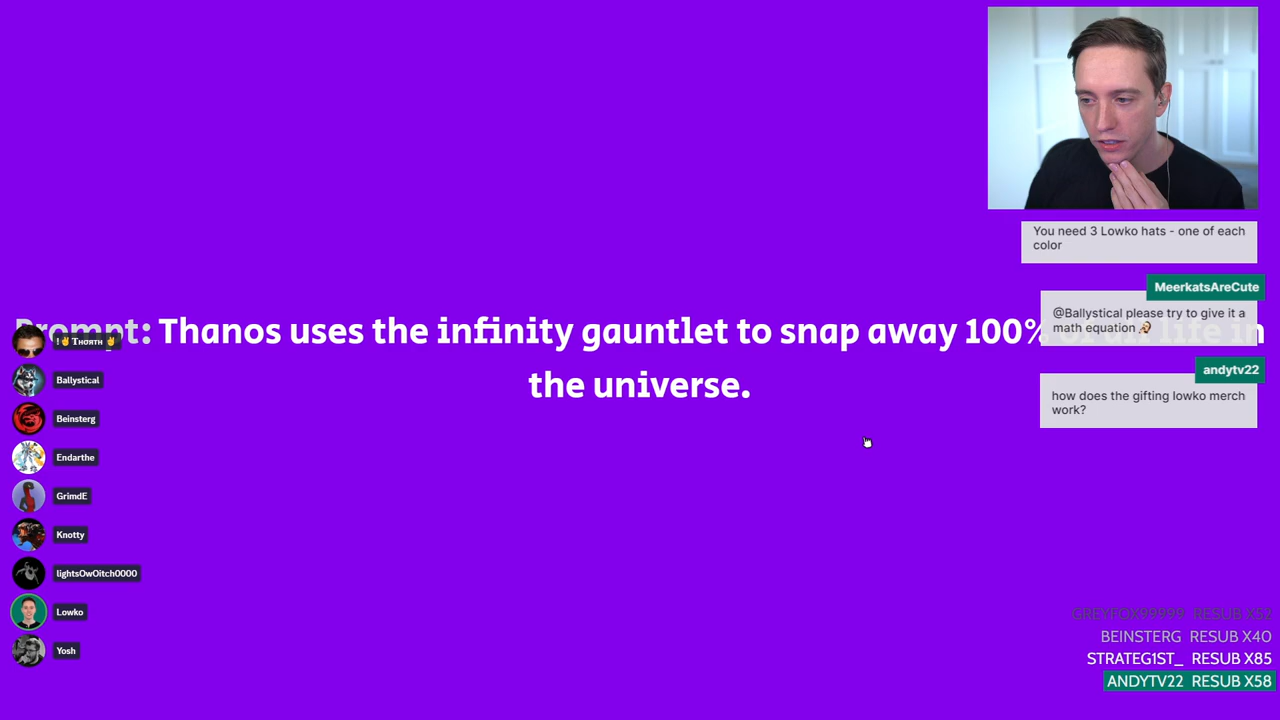 You need 3 Lowko hats - one of each
color
MeerkatsAreCute
@Ballystical please try to give it a
math equation
Prompt: Thanos uses the infinity gauntlet to snap away 100% of all life in
the universe.
andytv22
how does the gifting lowko merch
work?
!✌Tʜσʀτʜ✌
Ballystical
Beinsterg
Endarthe
GrimdE
Knotty
lightsOwOitch0000
Lowko
Yosh
GREYFOX99999 RESUB X52
BEINSTERG RESUB X40
STRATEG1ST_ RESUB X85
ANDYTV22 RESUB X58